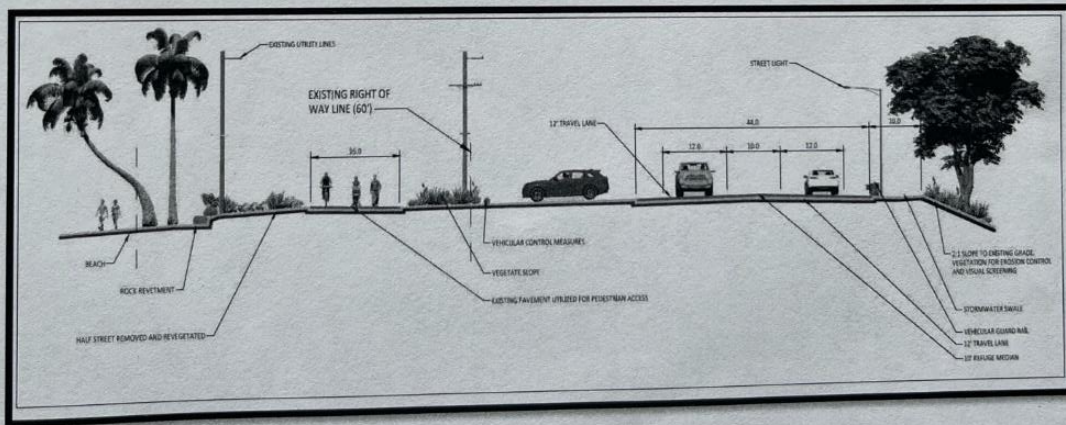 EXISTING UTILITY LINES
STREET LIGHT
EXISTING RIGHT OF
WAY LINE (60')
12' TRAVEL LANE
44.0
10.0
16.0
12.0
10.0
12.0
VEHICULAR CONTROL MEASURES
BEACH
VEGETATE SLOPE
2:1 SLOPE TO EXISTING GRADE,
VEGETATION FOR EROSION CONTROL
AND VISUAL SCREENING
ROCK REVETMENT
EXISTING PAVEMENT UTILIZED FOR PEDESTRIAN ACCESS
STORMWATER SWALE
HALF STREET REMOVED AND REVEGETATED
VEHICULAR GUARD RAIL
12' TRAVEL LANE
10' REFUGE MEDIAN